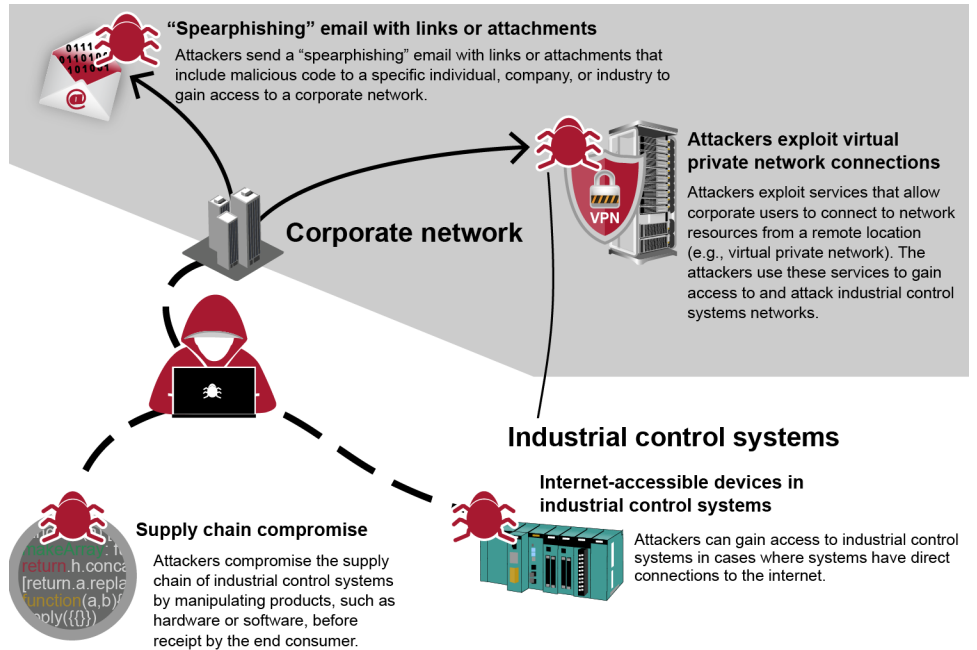 “Spearphishing” email with links or attachments
Attackers send a “spearphishing” email with links or attachments that
include malicious code to a specific individual, company, or industry to
gain access to a corporate network.
0111
0110100
101001
@
Attackers exploit virtual
private network connections
VPN
Attackers exploit services that allow
corporate users to connect to network
resources from a remote location
(e.g., virtual private network). The
attackers use these services to gain
access to and attack industrial control
systems networks.
Corporate network
Industrial control systems
Internet-accessible devices in
industrial control systems
Attackers can gain access to industrial control
systems in cases where systems have direct
connections to the internet.
Supply chain compromise
Attackers compromise the supply
chain of industrial control systems
by manipulating products, such as
hardware or software, before
receipt by the end consumer.
return.h.conca
[return.a.repla
function(a,b){
eply({{}})